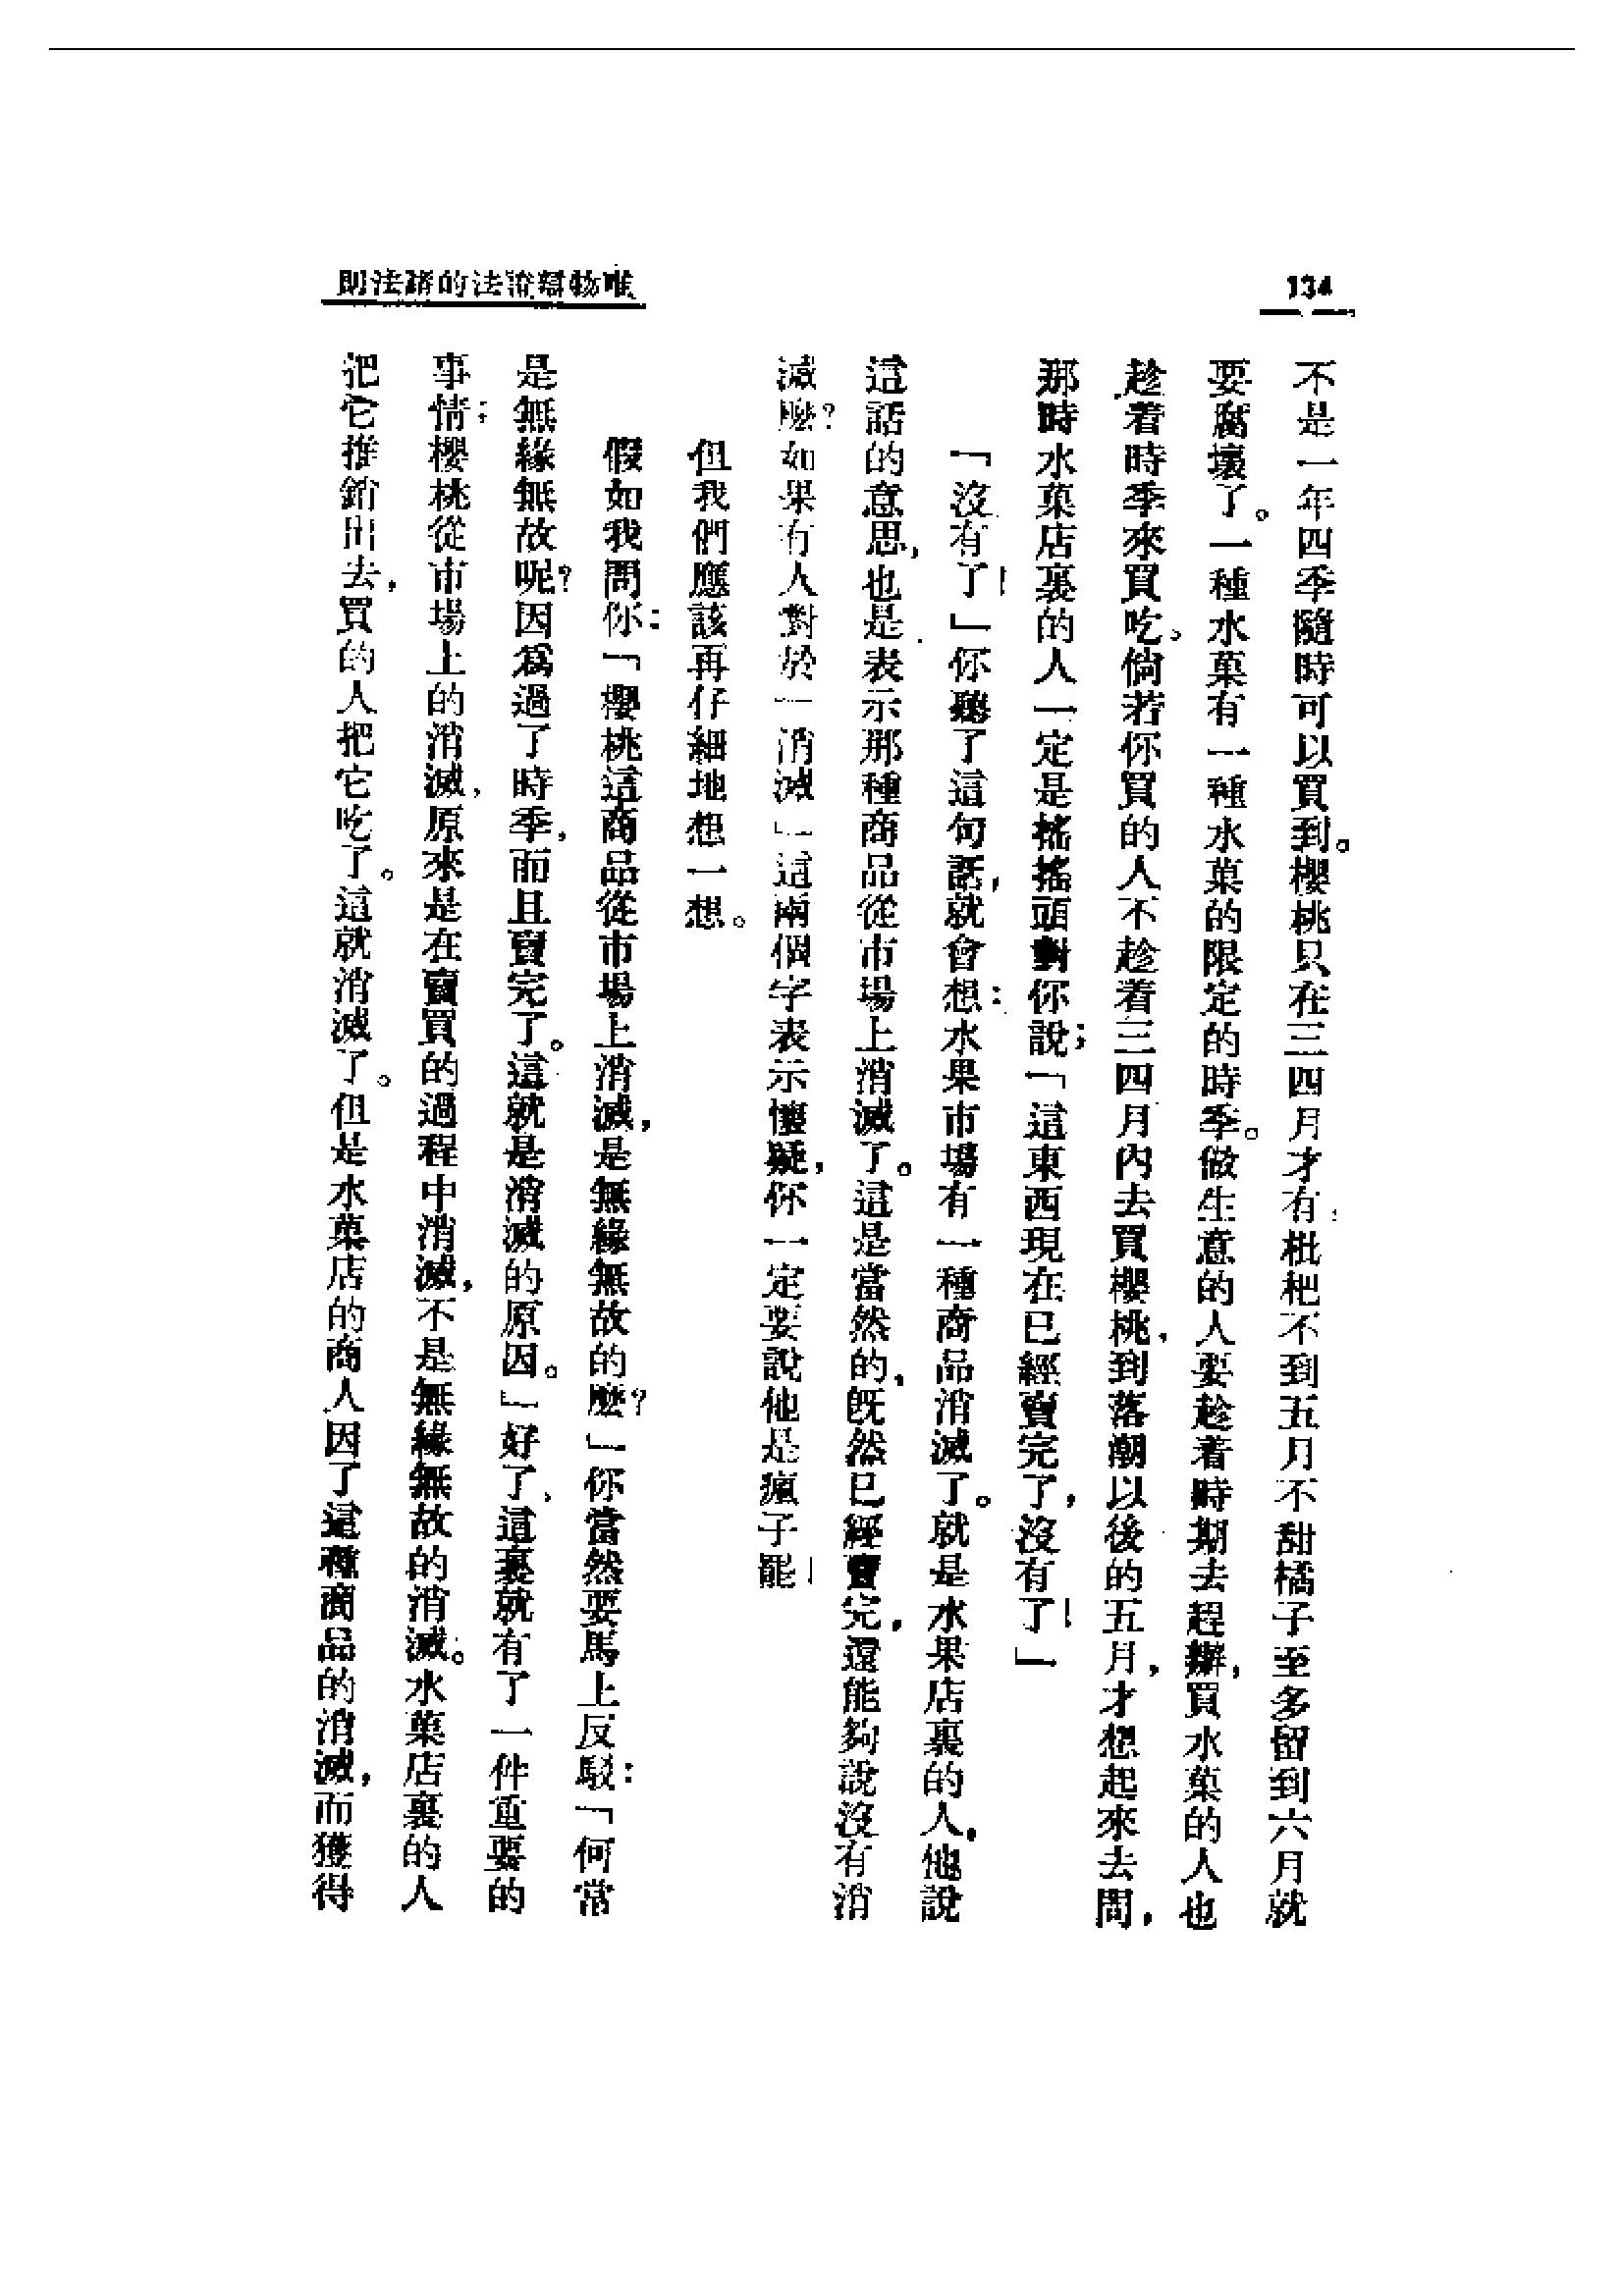 134
唯物辯證法的諸法則
不是一年四季隨時可以買到。櫻桃只在三四月才有，枇杷不到五月不甜橘子至多留到六月就
要腐壞了。一種水菓有一種水菓的限定的時季。做生意的人要趁着時期去趕辦，買水菓的人也
趁着時季來買吃，倘若你買的人不趁着三四月內去買櫻桃，到落潮以後的五月，才想起來去問，
那時水菓店裏的人一定是搖搖頭對你說；「這東西現在已經賣完了，沒有了！」
「沒有了！」你聽了這句話，就會想：水果市場有一種商品消滅了。就是水果店裏的人，他說
這話的意思，也是表示那種商品從市場上消滅了。這是當然的，既然已經賣完，還能夠說沒有消
滅麼？如果有人對於「消滅」這兩個字表示懷疑，你一定要說他是瘋子罷！
但我們應該再仔細地想一想。
假如我問你：「櫻桃這商品從市場上消滅，是無緣無故的麼？」你當然要馬上反駁：「何常
是無緣無故呢？因爲過了時季，而且賣完了。這就是消滅的原因。」好了，這裏就有了一件重要的
事情；櫻桃從市場上的消滅，原來是在賣買的過程中消滅，不是無緣無故的消滅。水菓店裏的人
把它推銷出去，買的人把它吃了。這就消滅了。但是水菓店的商人因了這種商品的消滅，而獲得